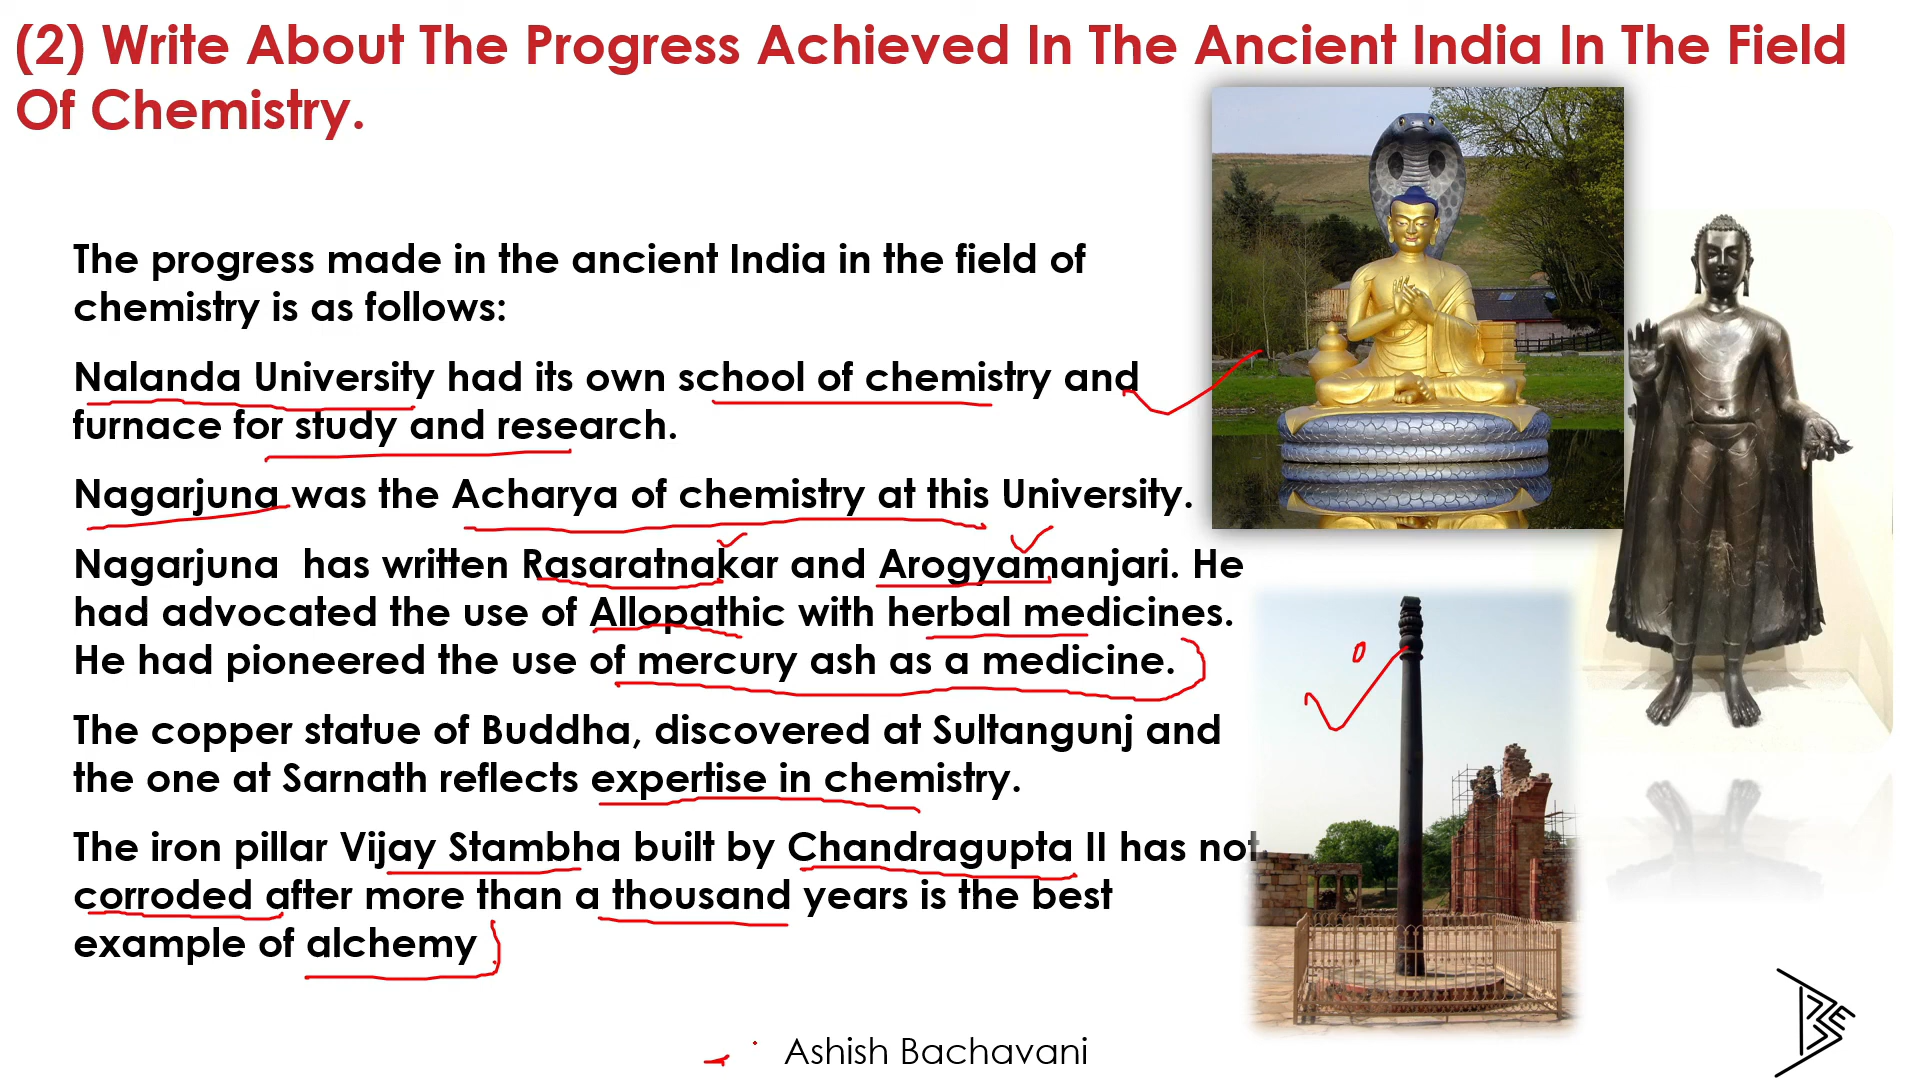 (2) Write About The Progress Achieved In The Ancient India In The Field
Of Chemistry.
The progress made in the ancient India in the field of
chemistry is as follows:
Nalanda University had its own school of chemistry and
furnace for study and research.
Nagarjuna was the Acharya of chemistry at this University.
Nagarjuna has written Rasaratnakar and Arogyamanjari. He
had advocated the use of Allopathic with herbal medicines.
He had pioneered the use of mercury ash as a medicine.
The copper statue of Buddha, discovered at Sultangunj and
the one at Sarnath reflects expertise in chemistry.
The iron pillar Vijay Stambha built by Chandragupta II has not
corroded after more than a thousand years is the best
example of alchemy
Ashish Bachavani